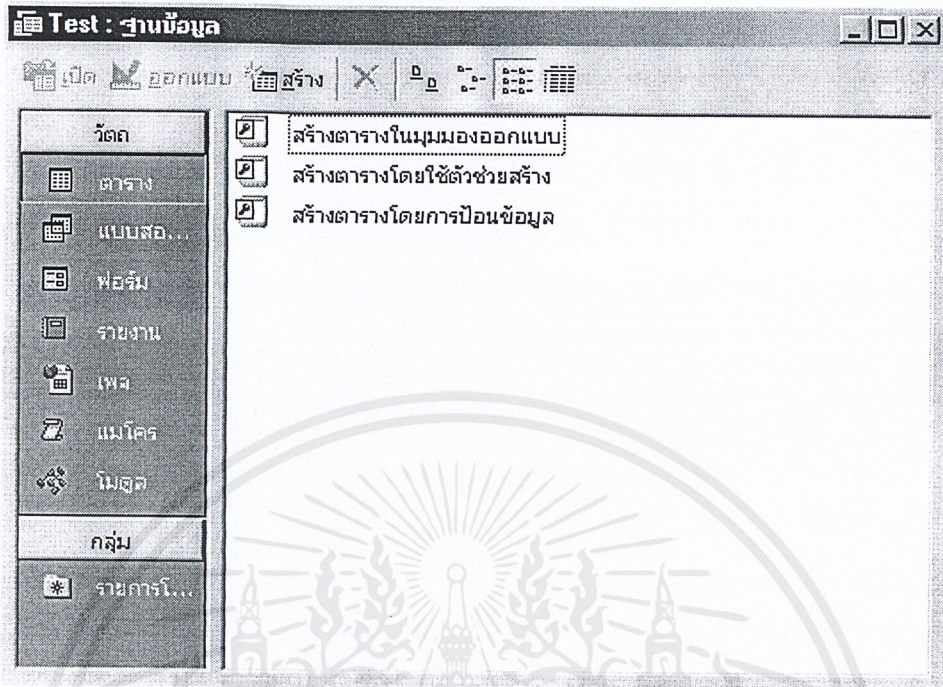 Test : ฐานข้อมูล
เปิด ออกแบบ สร้าง
วัตถุ
ตาราง
แบบสอ...
ฟอร์ม
รายงาน
เพจ
แมโคร
โมดูล
กลุ่ม
รายการโ...
สร้างตารางในมุมมองออกแบบ
สร้างตารางโดยใช้ตัวช่วยสร้าง
สร้างตารางโดยการป้อนข้อมูล